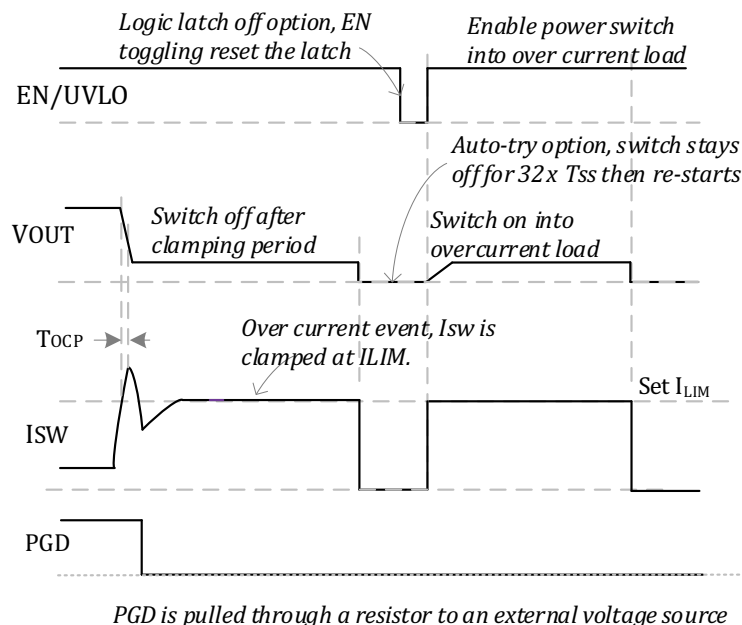 Logic latch off option, EN
toggling reset the latch
Enable power switch
into over current load
EN/UVLO
Auto-try option, switch stays
off for 32x Tss then re-starts
VOUT
Switch off after
clamping period
Switch on into
overcurrent load
TOCP
Over current event, Isw is
clamped at ILIM.
Set ILIM
ISW
PGD
PGD is pulled through a resistor to an external voltage source